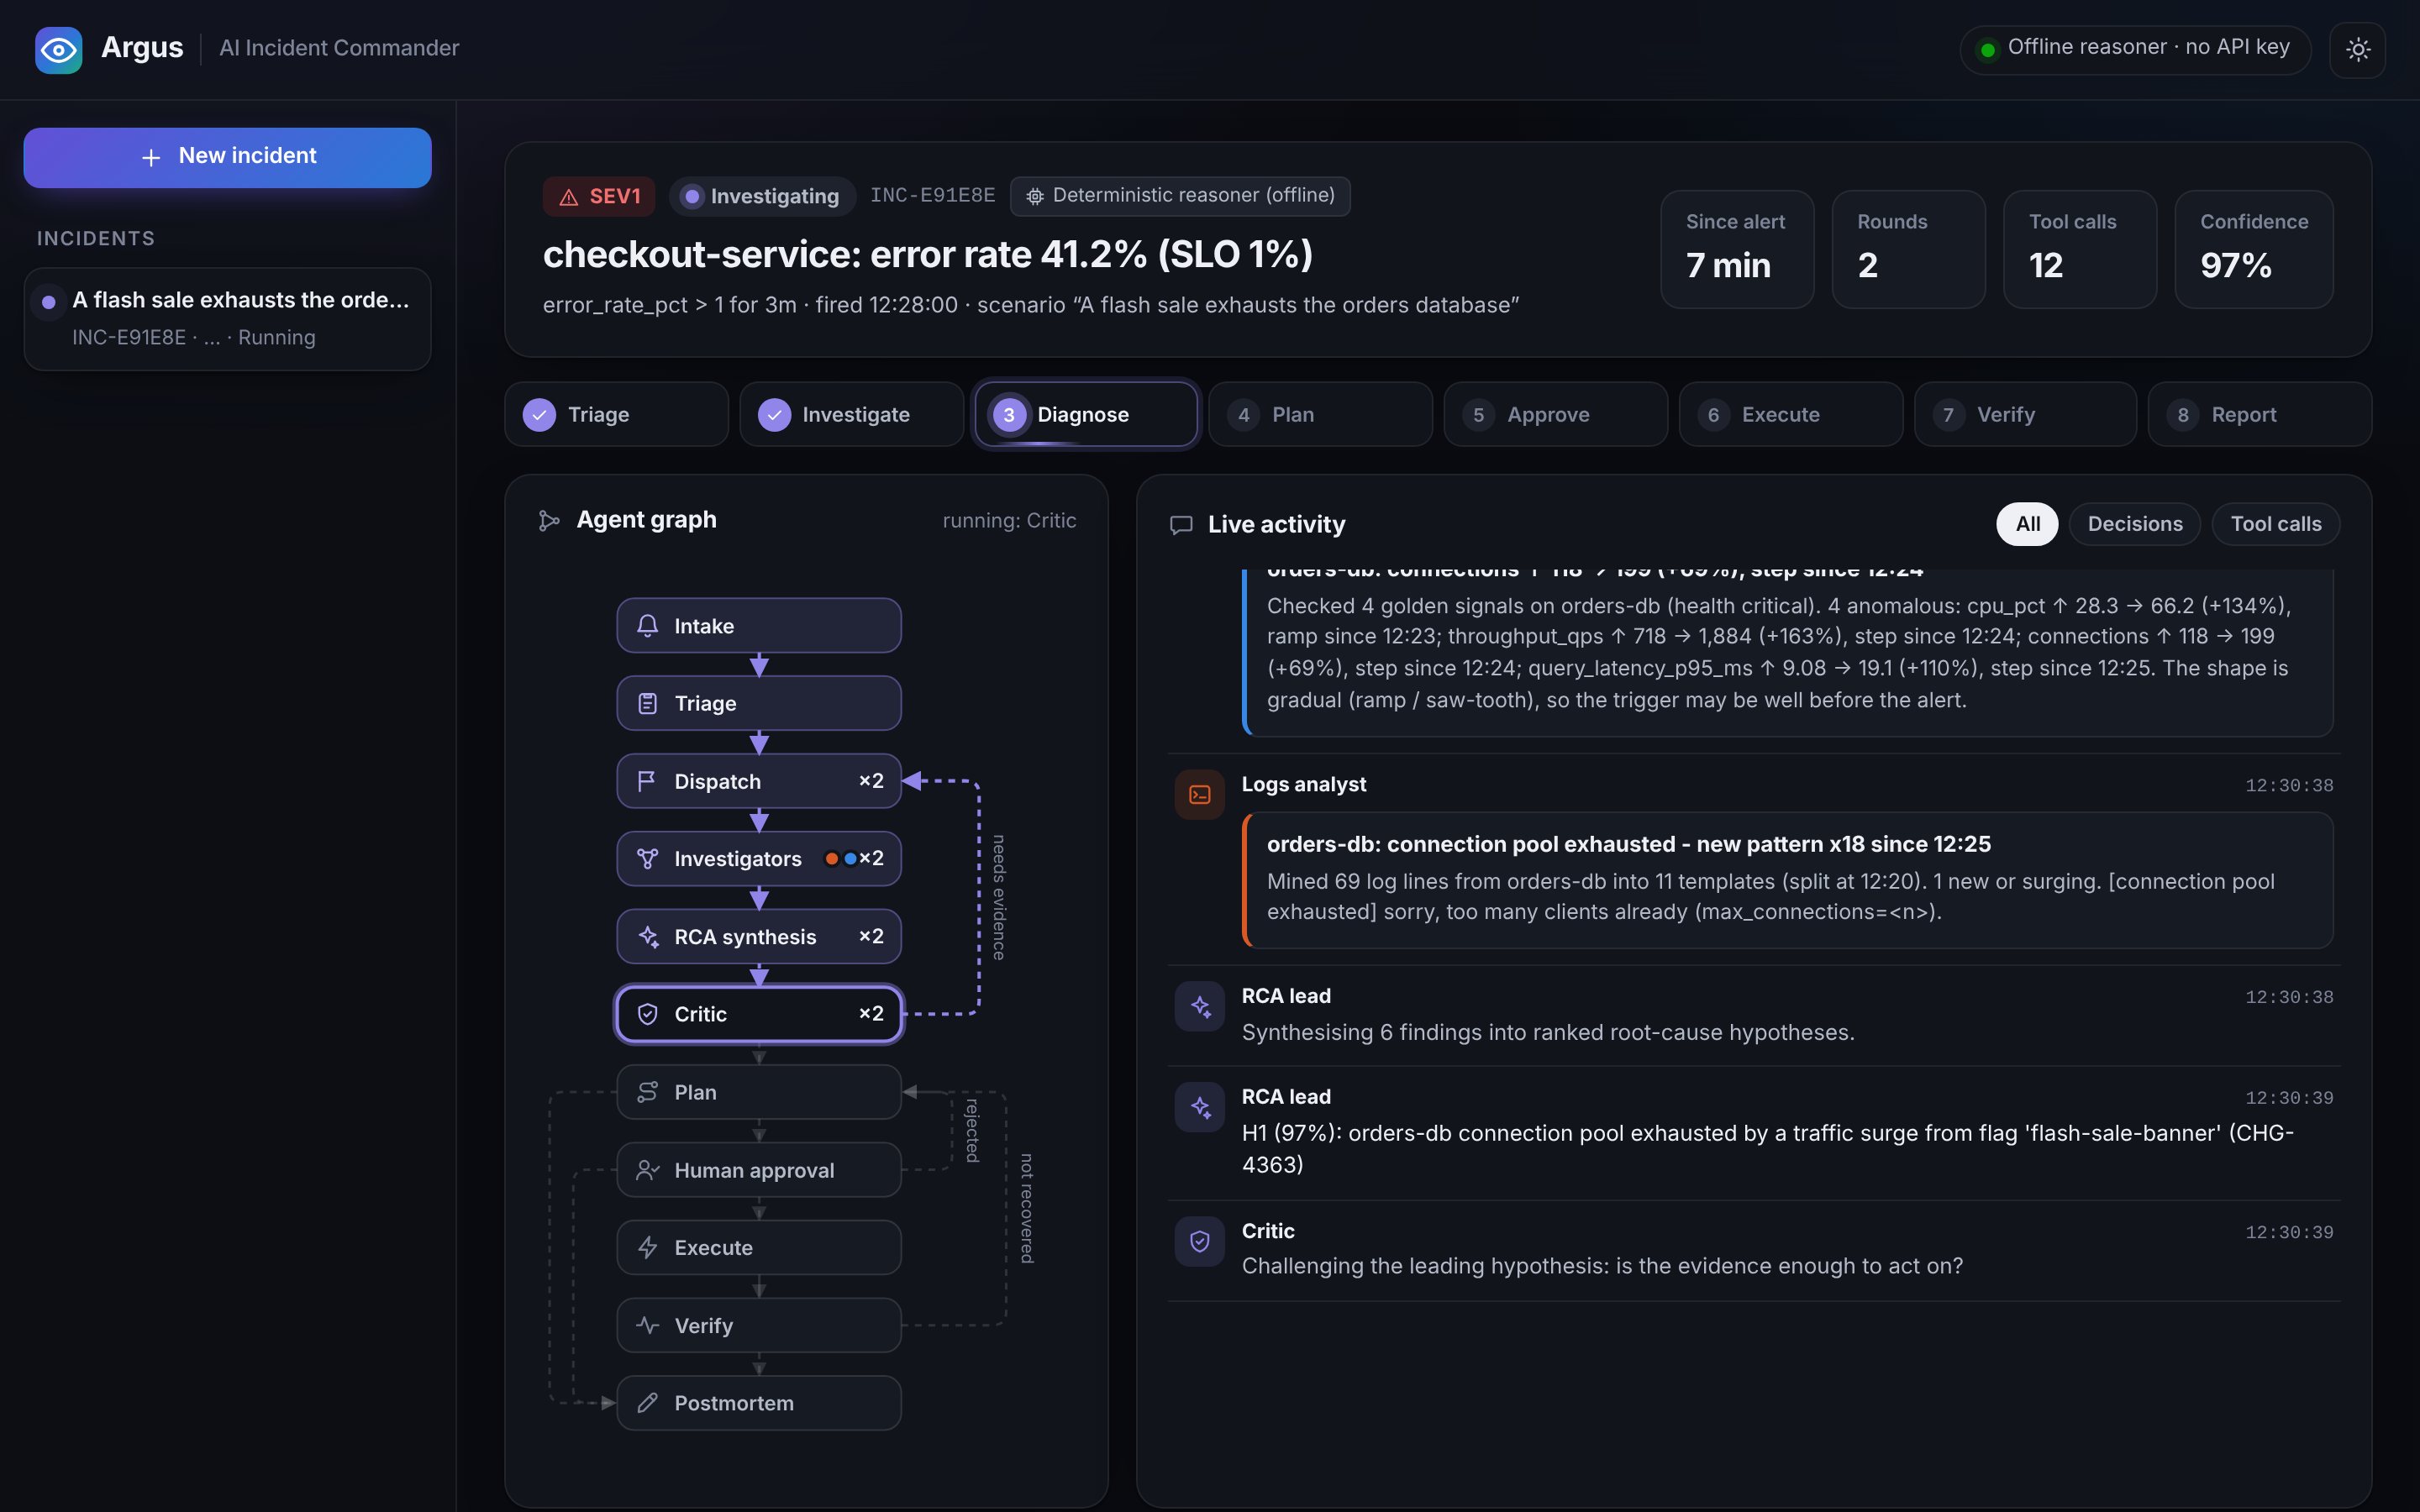 Argus
AI Incident Commander
Offline reasoner · no API key
New incident
INCIDENTS
A flash sale exhausts the orde...
INC-E91E8E · ... · Running
SEV1
Investigating
INC-E91E8E
Deterministic reasoner (offline)
checkout-service: error rate 41.2% (SLO 1%)
error_rate_pct > 1 for 3m · fired 12:28:00 · scenario “A flash sale exhausts the orders database”
Since alert
7 min
Rounds
2
Tool calls
12
Confidence
97%
Triage
Investigate
3 Diagnose
4 Plan
5 Approve
6 Execute
7 Verify
8 Report
Agent graph
running: Critic
Intake
Triage
Dispatch ×2
Investigators ×2
RCA synthesis ×2
Critic ×2
needs evidence
Plan
Human approval
rejected
Execute
not recovered
Verify
Postmortem
Live activity
All
Decisions
Tool calls
orders-db: connections ↑ 118 → 199 (+69%), step since 12:24
Checked 4 golden signals on orders-db (health critical). 4 anomalous: cpu_pct ↑ 28.3 → 66.2 (+134%),
ramp since 12:23; throughput_qps ↑ 718 → 1,884 (+163%), step since 12:24; connections ↑ 118 → 199
(+69%), step since 12:24; query_latency_p95_ms ↑ 9.08 → 19.1 (+110%), step since 12:25. The shape is
gradual (ramp / saw-tooth), so the trigger may be well before the alert.
Logs analyst
12:30:38
orders-db: connection pool exhausted - new pattern x18 since 12:25
Mined 69 log lines from orders-db into 11 templates (split at 12:20). 1 new or surging. [connection pool
exhausted] sorry, too many clients already (max_connections=<n>).
RCA lead
12:30:38
Synthesising 6 findings into ranked root-cause hypotheses.
RCA lead
12:30:39
H1 (97%): orders-db connection pool exhausted by a traffic surge from flag 'flash-sale-banner' (CHG-
4363)
Critic
12:30:39
Challenging the leading hypothesis: is the evidence enough to act on?